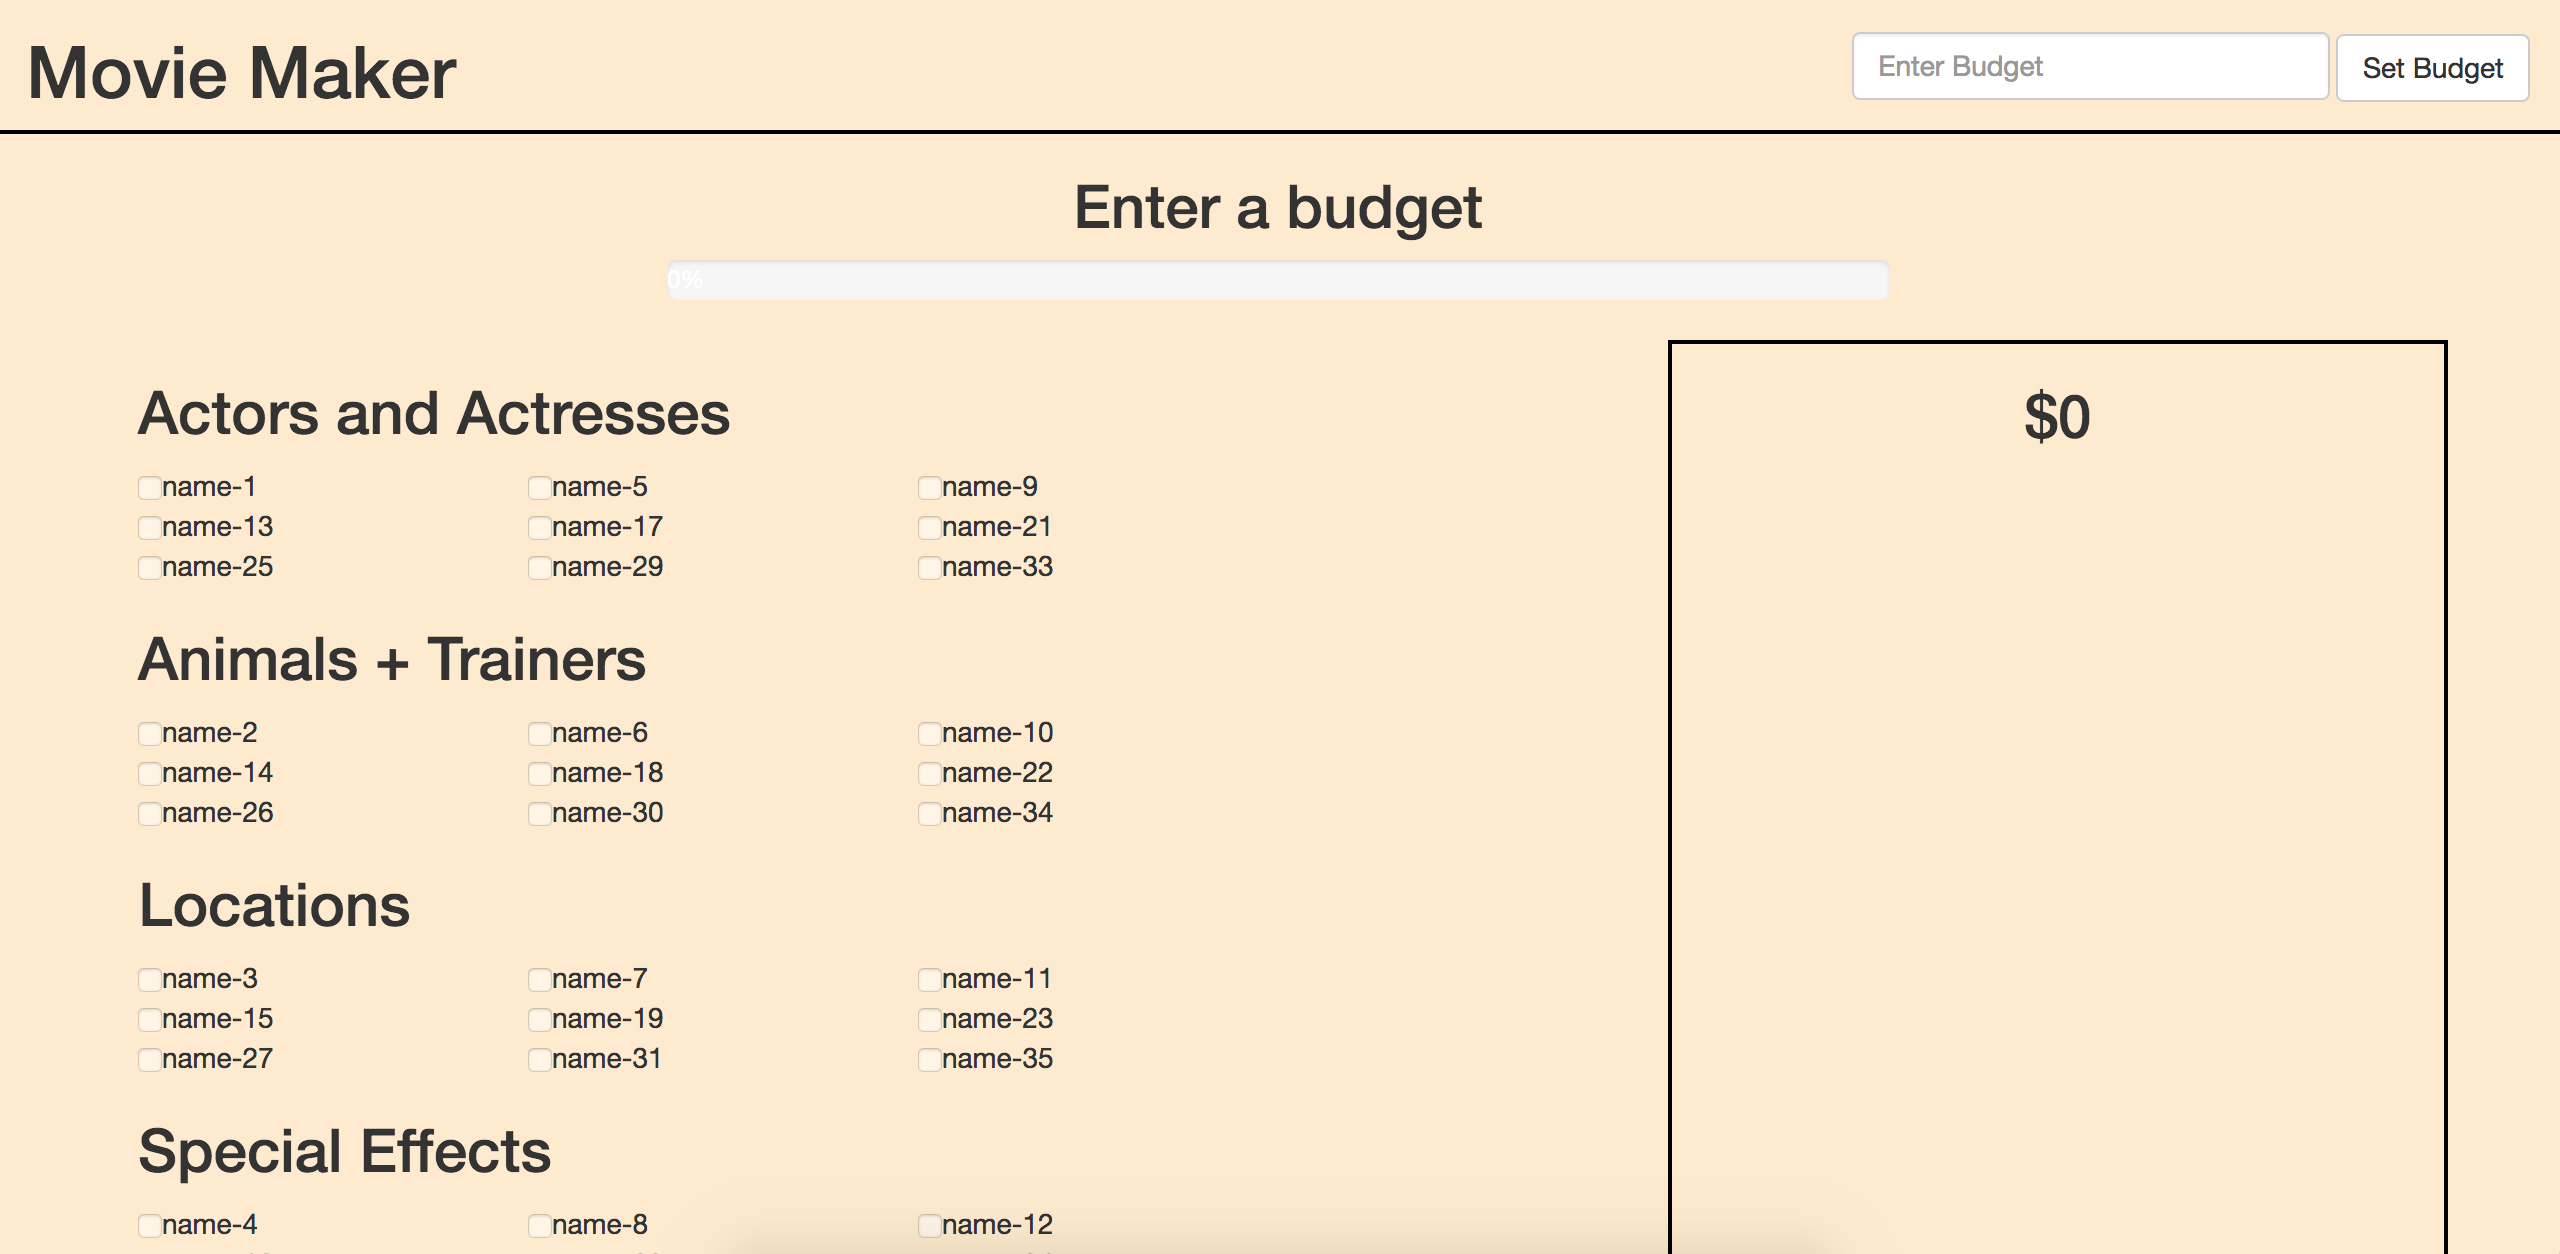 Movie Maker
Enter Budget Set Budget
Enter a budget
0%
$0
Actors and Actresses
name-1 name-5 name-9
name-13 name-17 name-21
name-25 name-29 name-33
Animals + Trainers
name-2 name-6 name-10
name-14 name-18 name-22
name-26 name-30 name-34
Locations
name-3 name-7 name-11
name-15 name-19 name-23
name-27 name-31 name-35
Special Effects
name-4 name-8 name-12